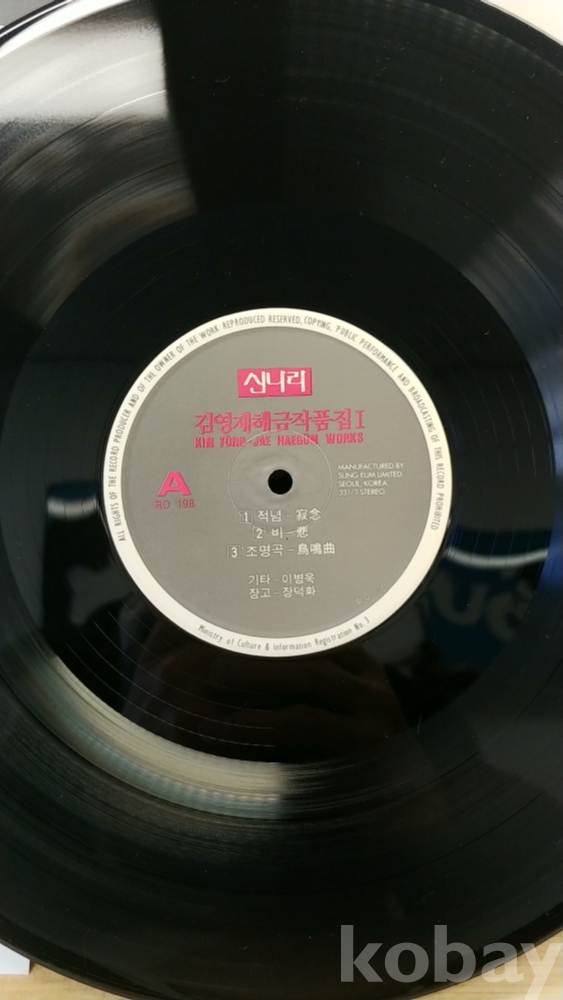 ALL RIGHTS OF THE RECORD PRODUCER AND OF THE OWNER OF THE WORK REPRODUCED RESERVED, COPYING, PUBLIC PERFORMANCE AND BROADCASTING OF THIS RECORD PROHIBITED
신나라
김영재해금작품집 I
KIM YONG-JAE HAEGUM WORKS
A
RO 198
MANUFACTURED BY
SUNG EUM LIMITED
SEOUL, KOREA
33 1/3 STEREO
1 적념-寂念
2 비-悲
3 조명곡-鳥鳴曲
기타-이병욱
장고-장덕화
Ministry of Culture & Information Registration No. 3
kobay